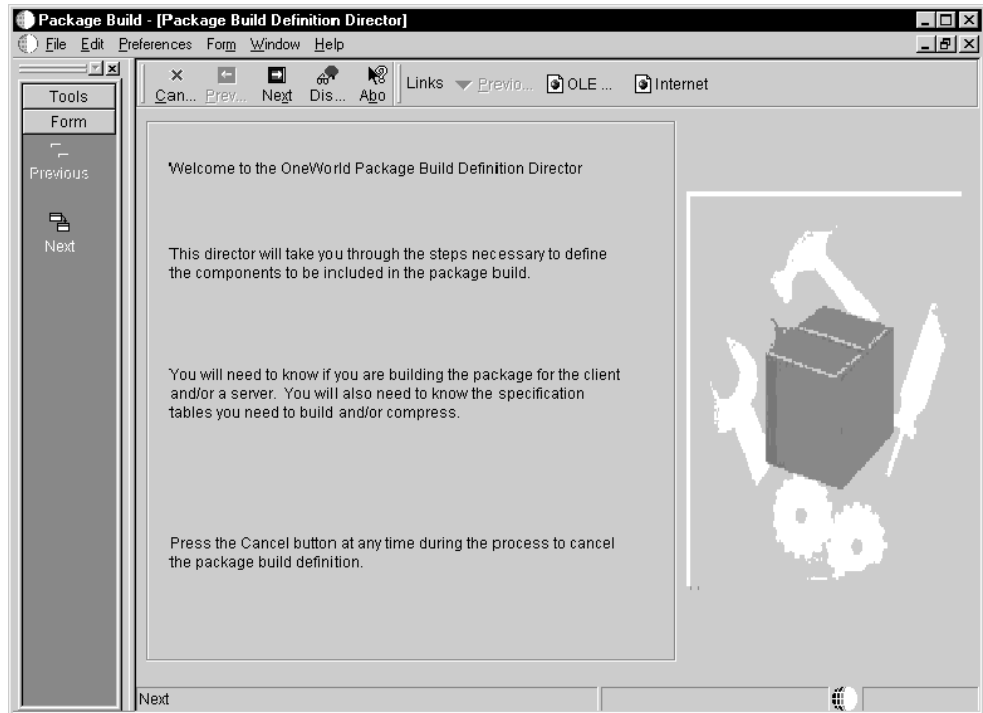 Package Build - [Package Build Definition Director]
File Edit Preferences Form Window Help
Tools
Form
Previous
Next
Can... Prev... Next Dis... Abo Links Previo... OLE ... Internet
Welcome to the OneWorld Package Build Definition Director
This director will take you through the steps necessary to define
the components to be included in the package build.
You will need to know if you are building the package for the client
and/or a server. You will also need to know the specification
tables you need to build and/or compress.
Press the Cancel button at any time during the process to cancel
the package build definition.
Next